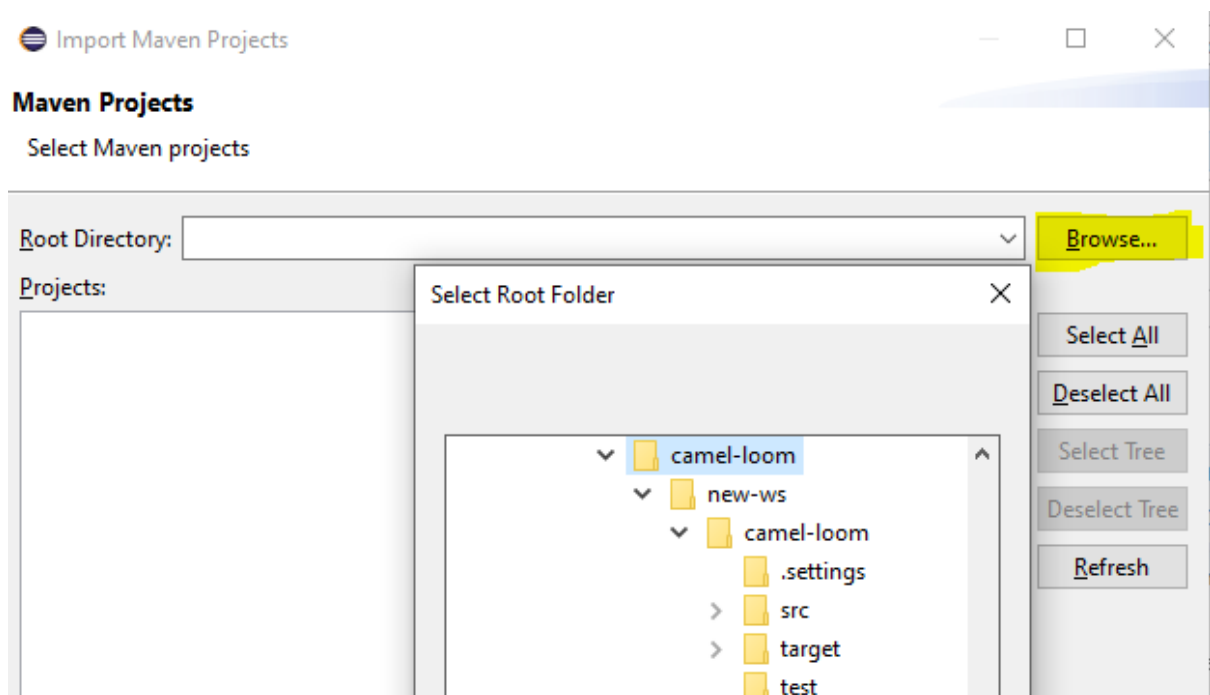 Import Maven Projects
Maven Projects
Select Maven projects
Root Directory:
Browse...
Projects:
Select Root Folder
Select All
Deselect All
camel-loom
Select Tree
new-ws
Deselect Tree
camel-loom
.settings
Refresh
src
target
test